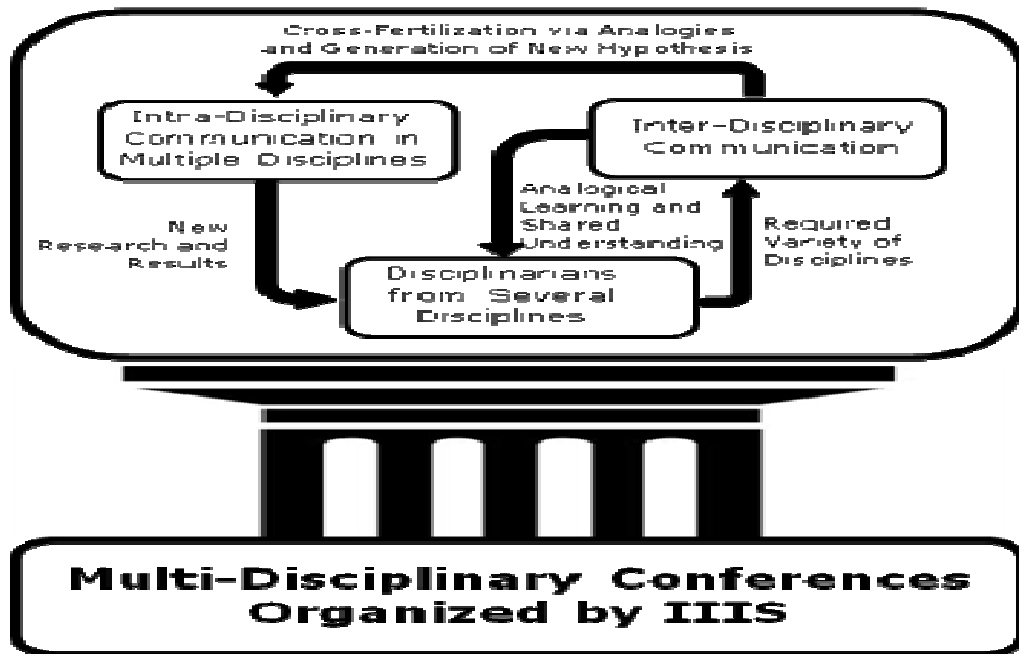 Cross-Fertilization via Analogies
and Generation of New Hypothesis
Intra-Disciplinary
Communication in
Multiple Disciplines
Inter-Disciplinary
Communication
Analogical
Learning and
Shared
Understanding
New
Research and
Results
Required
Variety of
Disciplines
Disciplinarians
from Several
Disciplines
Multi-Disciplinary Conferences
Organized by IIIS